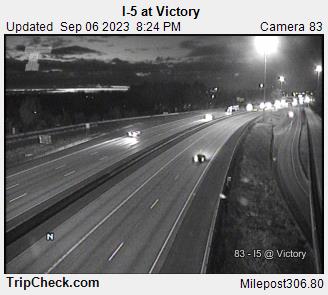 I-5 at Victory
Updated Sep 06 2023 8:24 PM Camera 83
N
83 - I5 @ Victory
TripCheck.com Milepost306.80